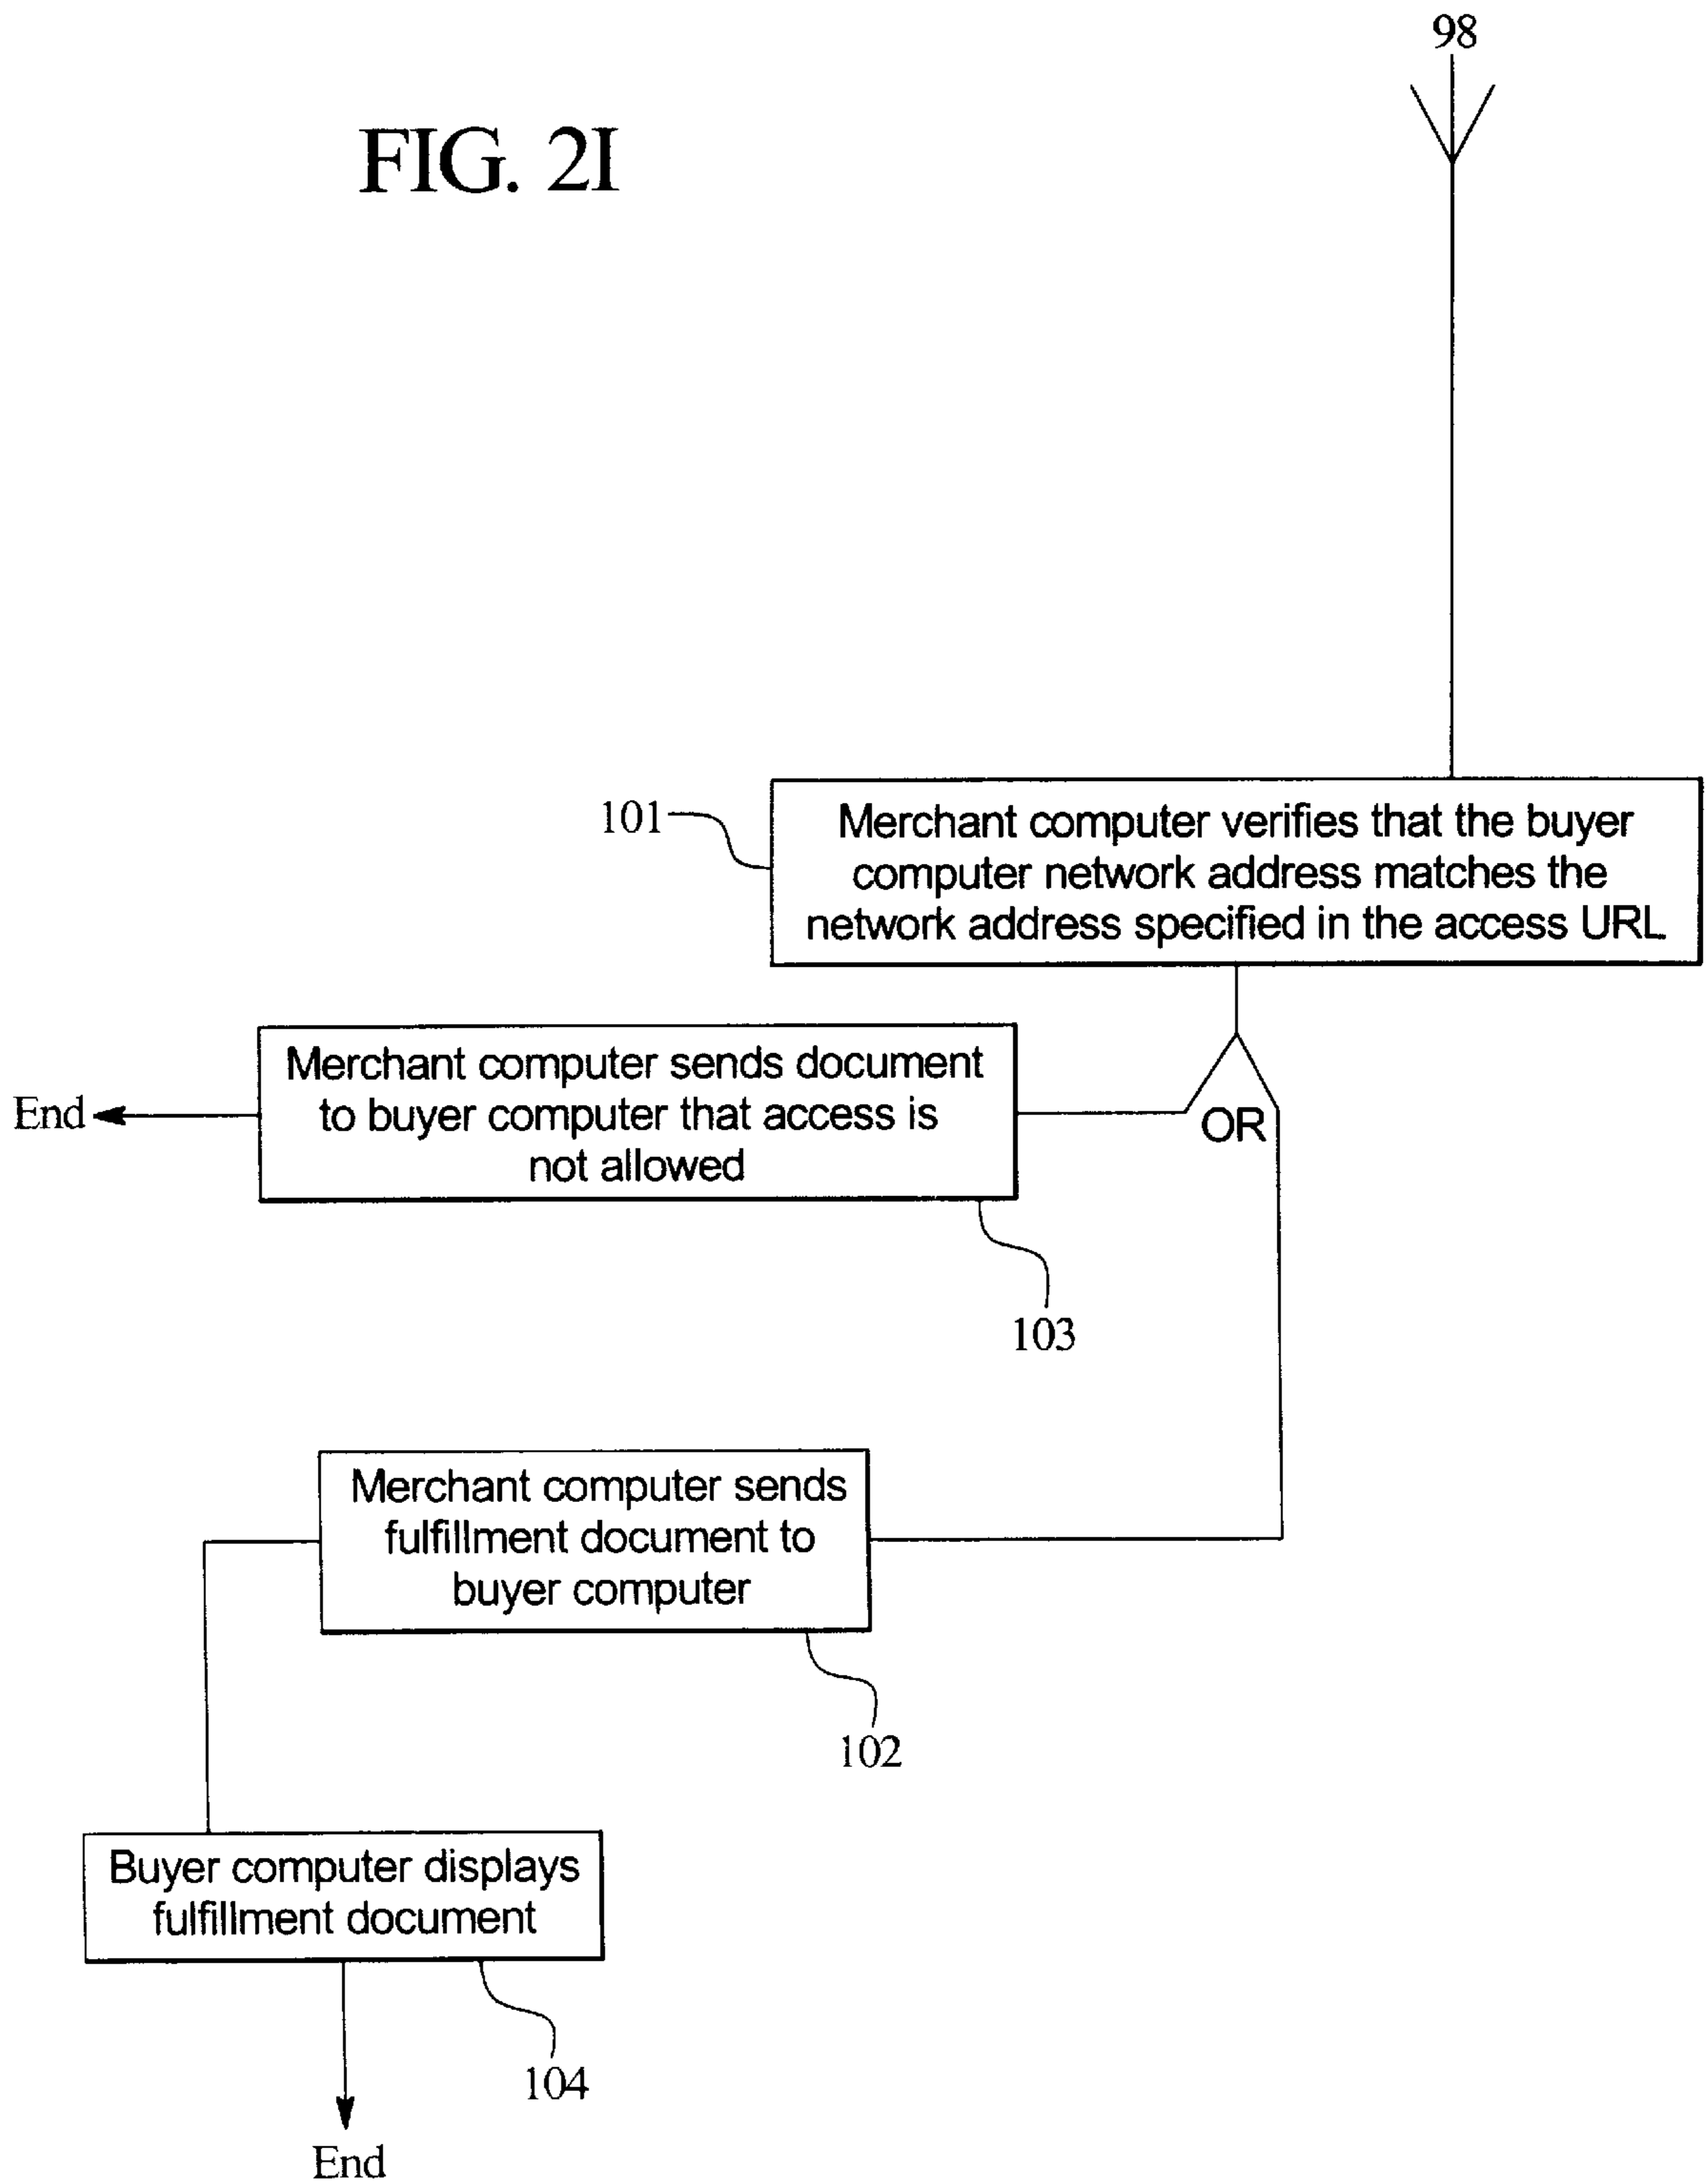 98
FIG. 2I
101
Merchant computer verifies that the buyer
computer network address matches the
network address specified in the access URL
Merchant computer sends document
to buyer computer that access is
not allowed
End
OR
103
Merchant computer sends
fulfillment document to
buyer computer
102
Buyer computer displays
fulfillment document
104
End